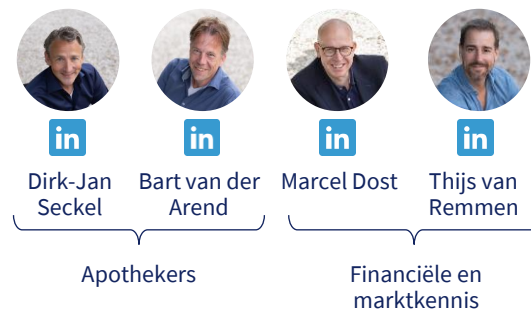 in in in in
Dirk-Jan Bart van der Marcel Dost Thijs van
Seckel Arend Remmen
Apothekers Financiële en
marktkennis